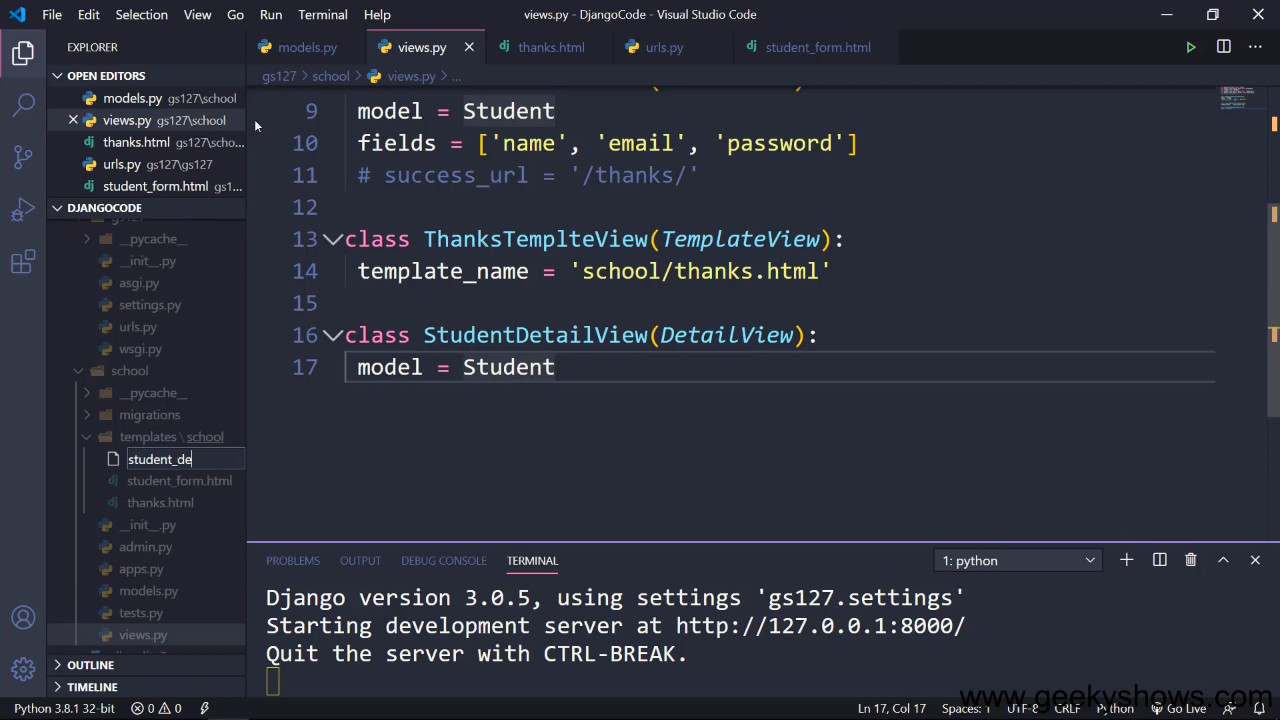 File Edit Selection View Go Run Terminal Help views.py - DjangoCode - Visual Studio Code
EXPLORER
models.py views.py thanks.html urls.py student_form.html
OPEN EDITORS
models.py gs127\school
views.py gs127\school
thanks.html gs127\scho...
urls.py gs127\gs127
student_form.html gs1...
DJANGOCODE
__pycache__
__init__.py
asgi.py
settings.py
urls.py
wsgi.py
school
__pycache__
migrations
templates \ school
student_de
student_form.html
thanks.html
__init__.py
admin.py
apps.py
models.py
tests.py
views.py
OUTLINE
TIMELINE
gs127 > school > views.py > ...
9 model = Student
10 fields = ['name', 'email', 'password']
11 # success_url = '/thanks/'
12
13 class ThanksTemplteView(TemplateView):
14 template_name = 'school/thanks.html'
15
16 class StudentDetailView(DetailView):
17 model = Student
PROBLEMS OUTPUT DEBUG CONSOLE TERMINAL 1: python
Django version 3.0.5, using settings 'gs127.settings'
Starting development server at http://127.0.0.1:8000/
Quit the server with CTRL-BREAK.
www.geekyshows.com
Python 3.8.1 32-bit 0 0 Ln 17, Col 17 Spaces: 1 UTF-8 CRLF Python Go Live